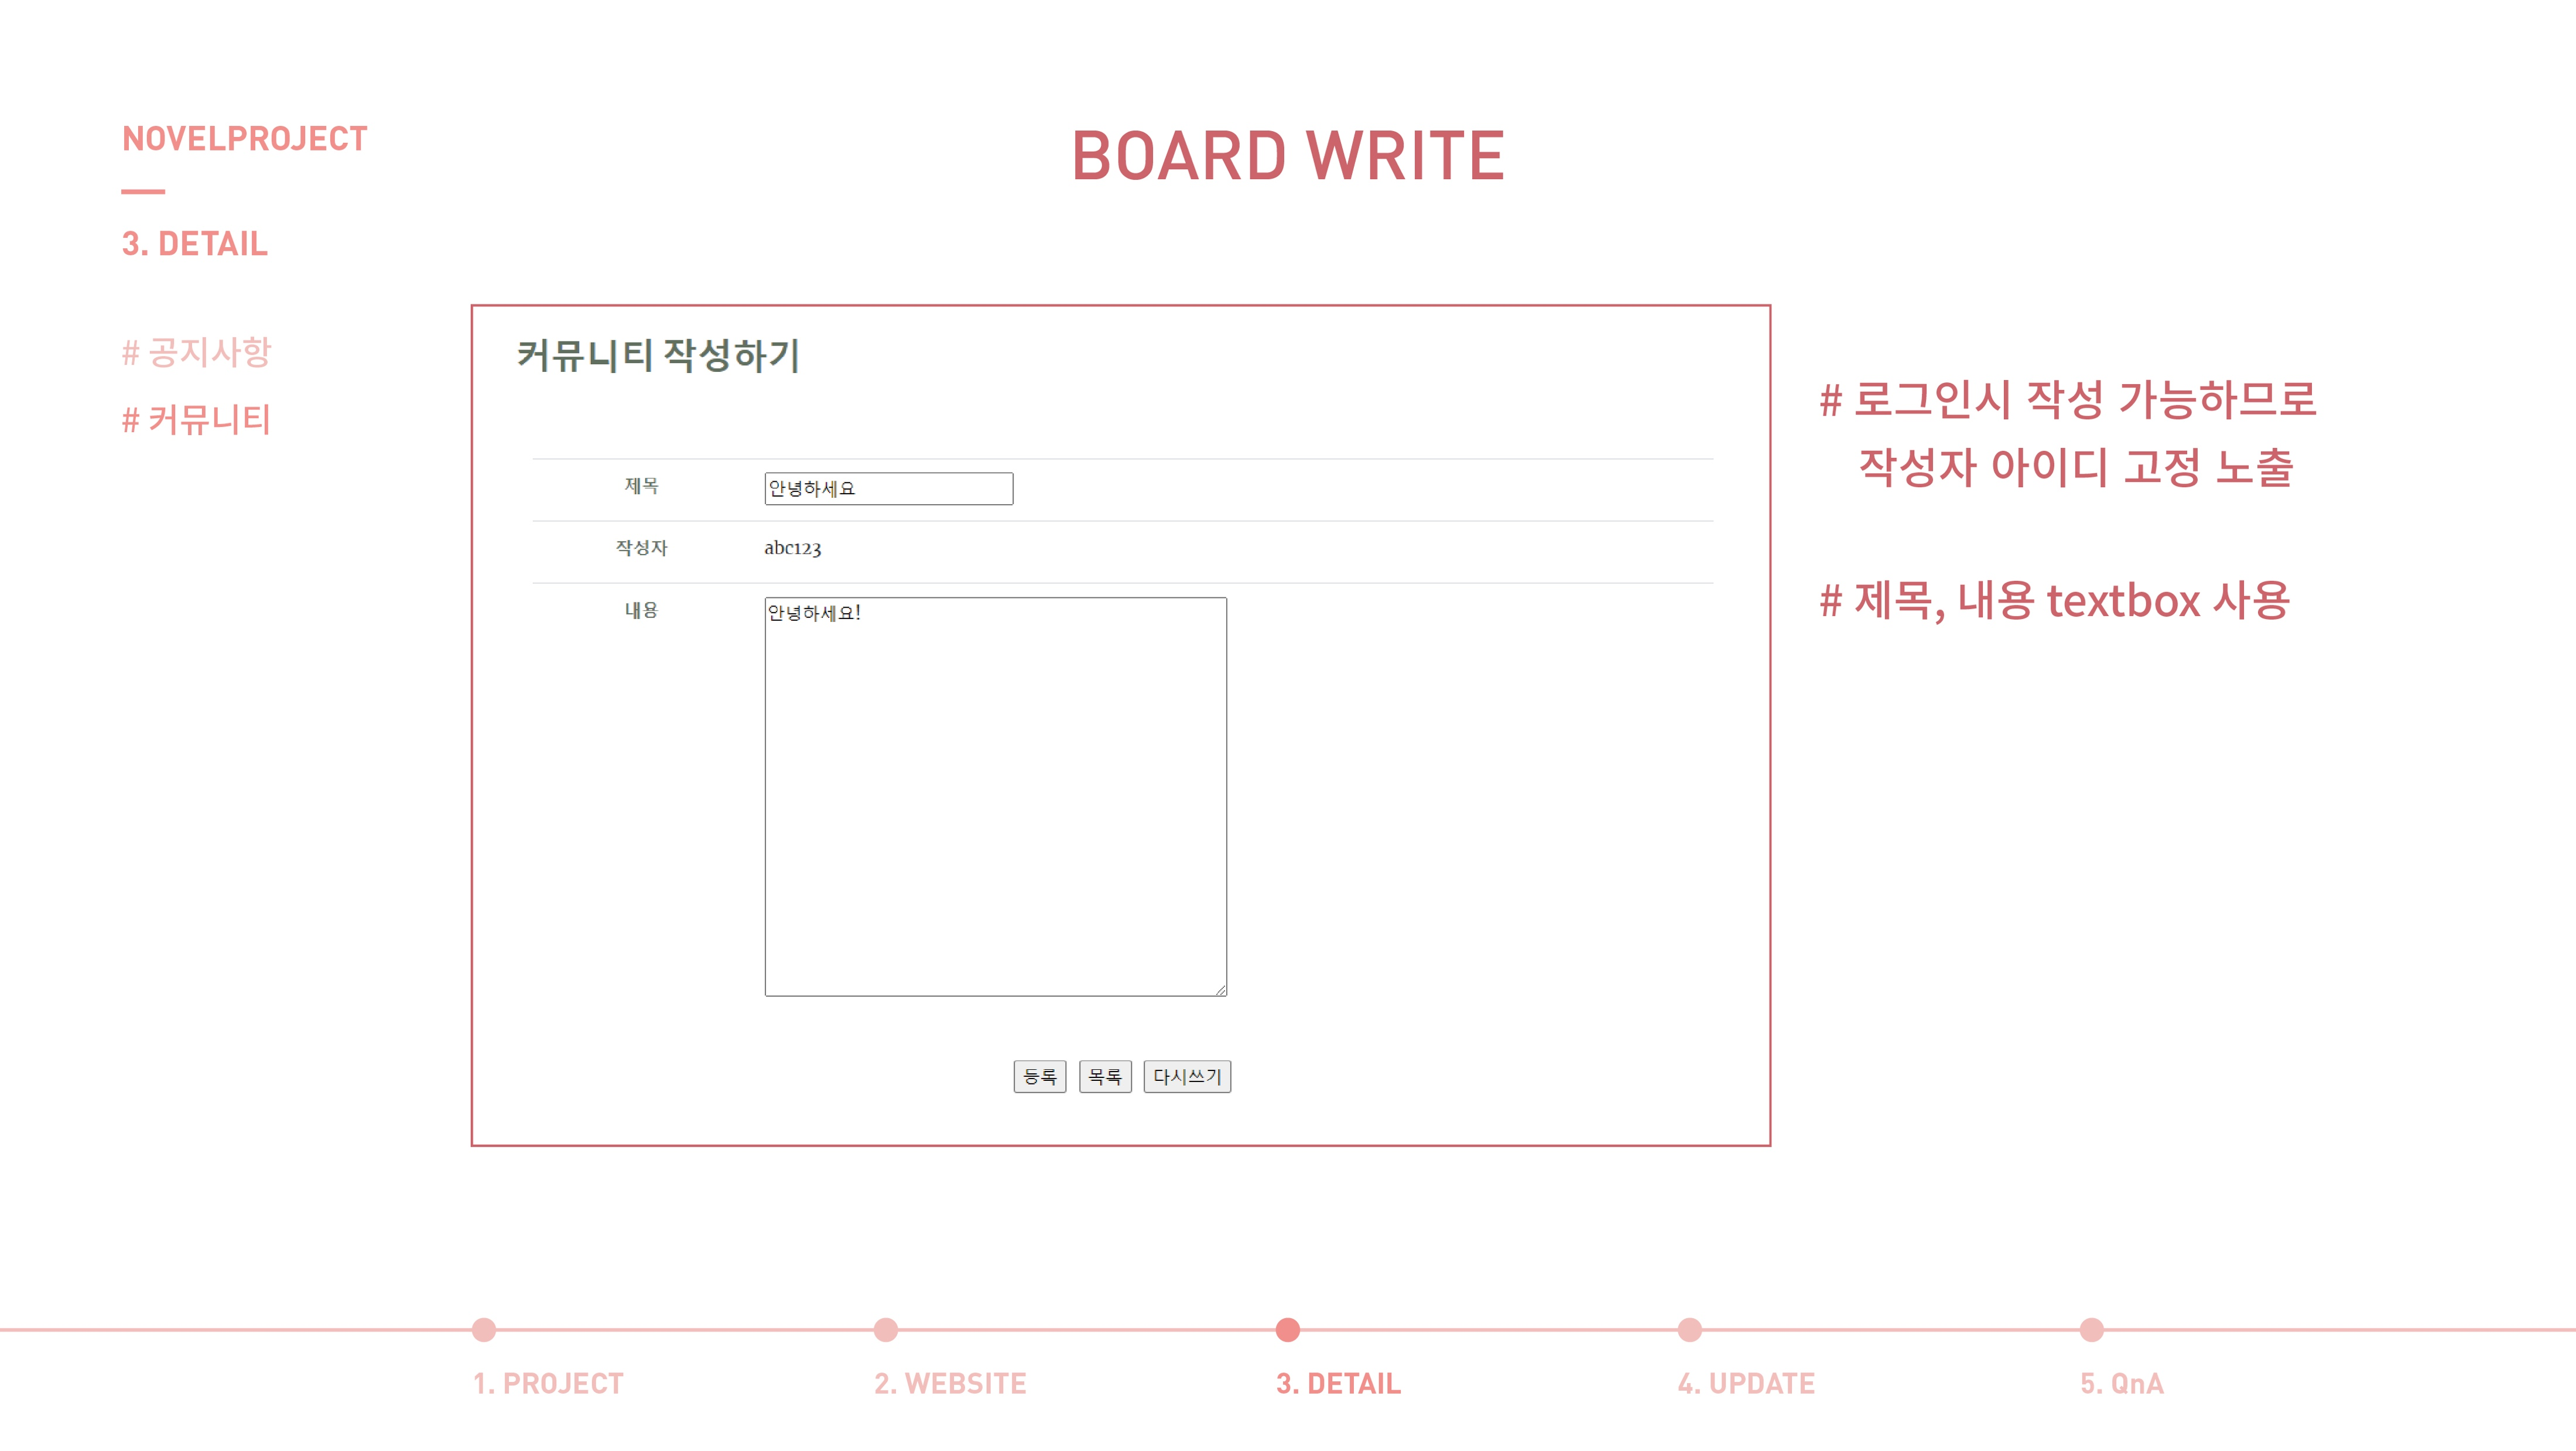 NOVELPROJECT
3. DETAIL
# 공지사항
# 커뮤니티
BOARD WRITE
커뮤니티 작성하기
제목
안녕하세요
작성자
abc123
내용
안녕하세요!
등록
목록
다시쓰기
# 로그인시 작성 가능하므로
작성자 아이디 고정 노출
# 제목, 내용 textbox 사용
1. PROJECT
2. WEBSITE
3. DETAIL
4. UPDATE
5. QnA